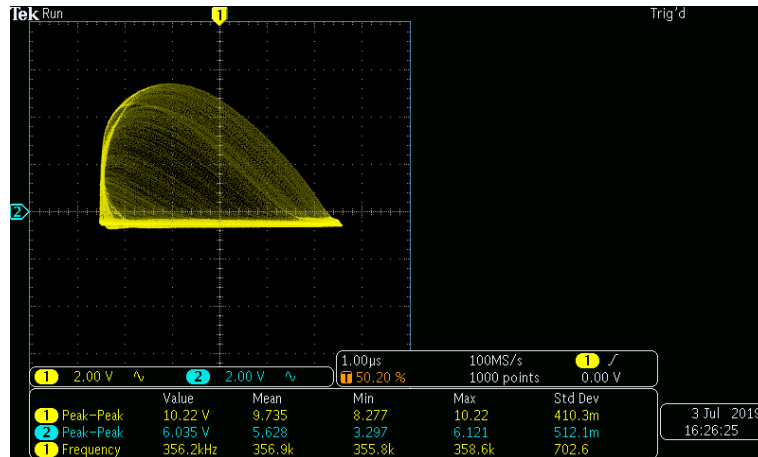 Tek Run Trig'd
1
2
1 2.00 V ∿ 2 2.00 V ∿
1.00µs 100MS/s 1 ∫
T 50.20 % 1000 points 0.00 V
Value Mean Min Max Std Dev
1 Peak–Peak 10.22 V 9.735 8.277 10.22 410.3m
2 Peak–Peak 6.035 V 5.628 3.297 6.121 512.1m
1 Frequency 356.2kHz 356.9k 355.8k 358.6k 702.6
3 Jul 2019
16:26:25